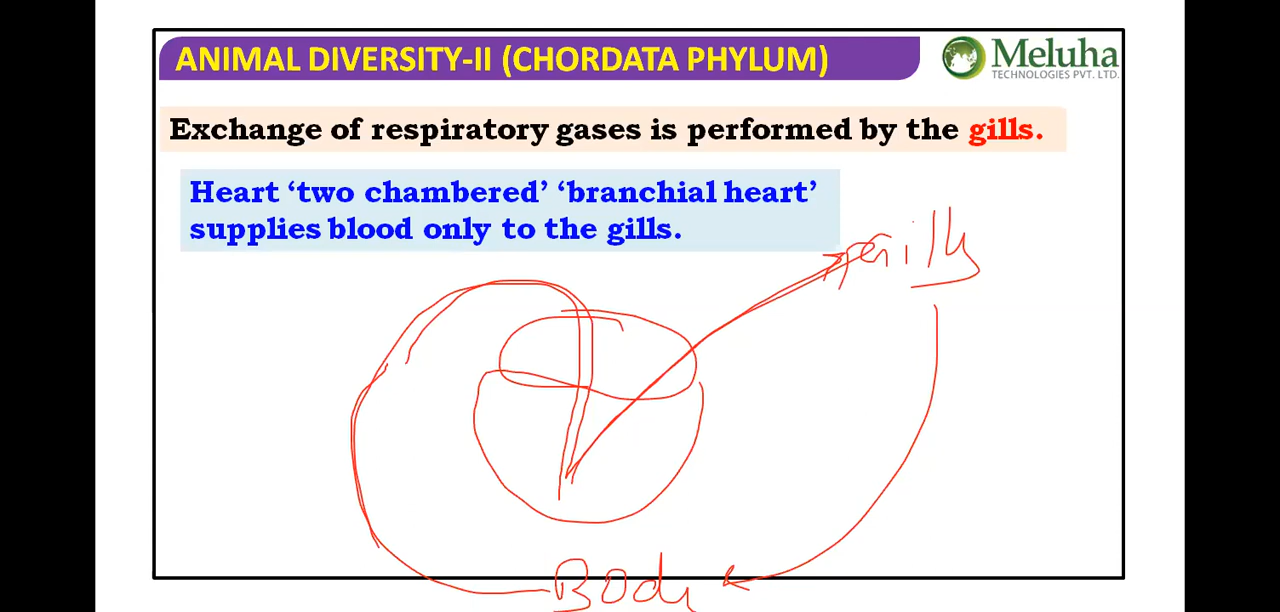 ANIMAL DIVERSITY-II (CHORDATA PHYLUM)
Meluha
TECHNOLOGIES PVT. LTD.
Exchange of respiratory gases is performed by the gills.
Heart ‘two chambered’ ‘branchial heart’
supplies blood only to the gills.
Gills
Body